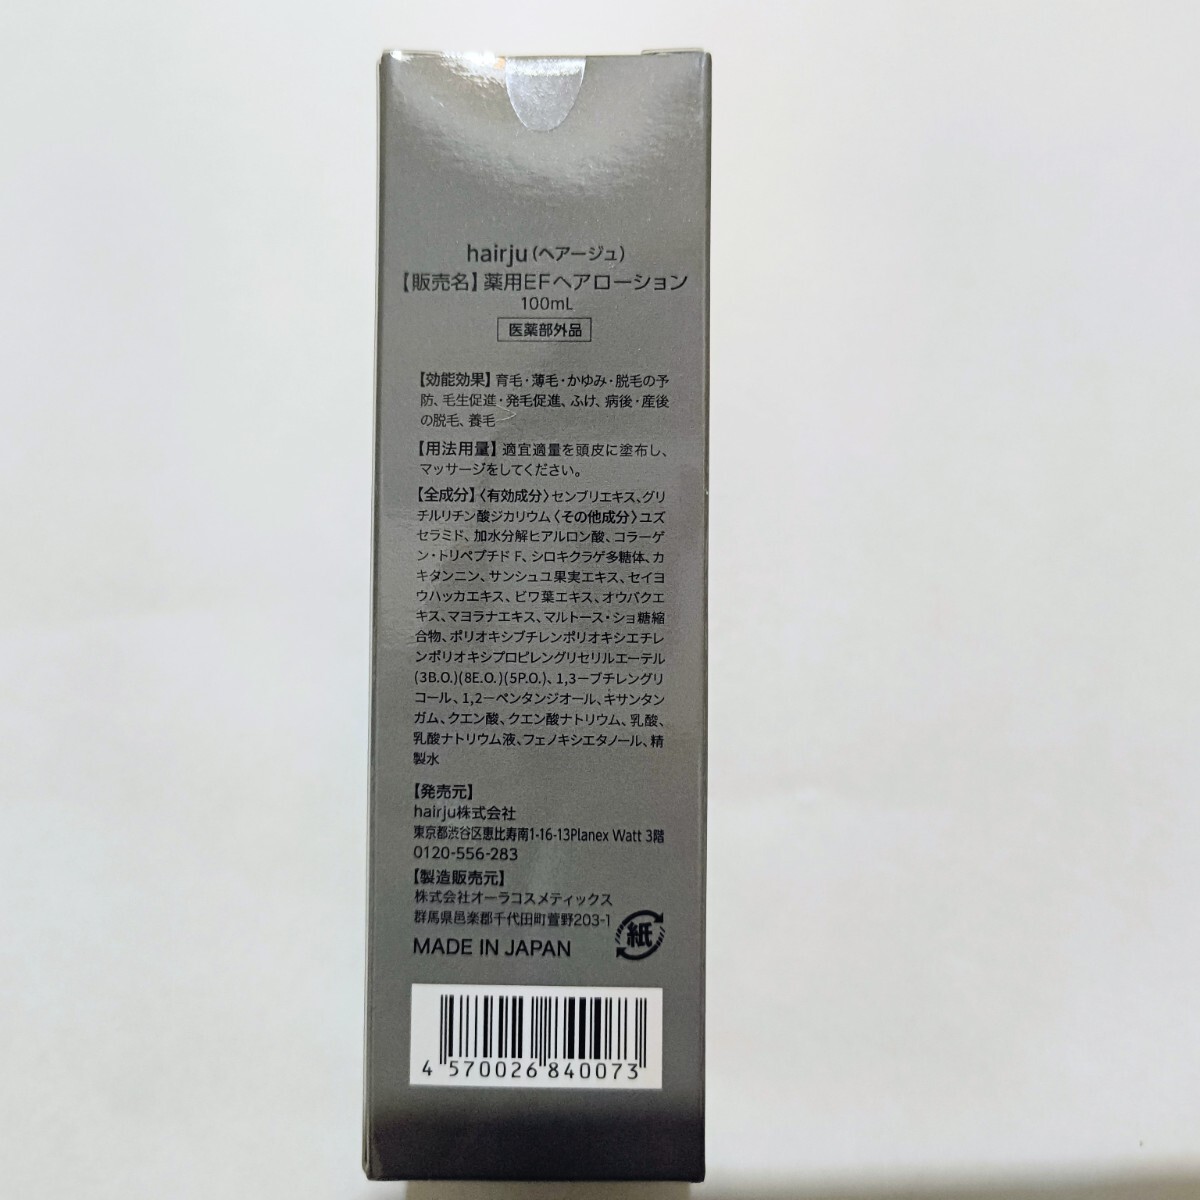 hairju(ヘアージュ)
【販売名】薬用EFヘアローション
100mL
医薬部外品
【効能効果】育毛・薄毛・かゆみ・脱毛の予
防、毛生促進・発毛促進、ふけ、病後・産後
の脱毛、養毛
【用法用量】適宜適量を頭皮に塗布し、
マッサージをしてください。
【全成分】〈有効成分〉センブリエキス、グリ
チルリチン酸ジカリウム〈その他成分〉ユズ
セラミド、加水分解ヒアルロン酸、コラーゲ
ン・トリペプチド F、シロキクラゲ多糖体、カ
キタンニン、サンシュユ果実エキス、セイヨ
ウハッカエキス、ビワ葉エキス、オウバクエ
キス、マヨラナエキス、マルトース・ショ糖縮
合物、ポリオキシブチレンポリオキシエチレ
ンポリオキシプロピレングリセリルエーテル
(3B.O.)(8E.O.)(5P.O.)、1,3－ブチレングリ
コール、1,2－ペンタンジオール、キサンタン
ガム、クエン酸、クエン酸ナトリウム、乳酸、
乳酸ナトリウム液、フェノキシエタノール、精
製水
【発売元】
hairju株式会社
東京都渋谷区恵比寿南1-16-13Planex Watt 3階
0120-556-283
【製造販売元】
株式会社オーラコスメティックス
群馬県邑楽郡千代田町萱野203-1
MADE IN JAPAN
紙
4 570026 840073